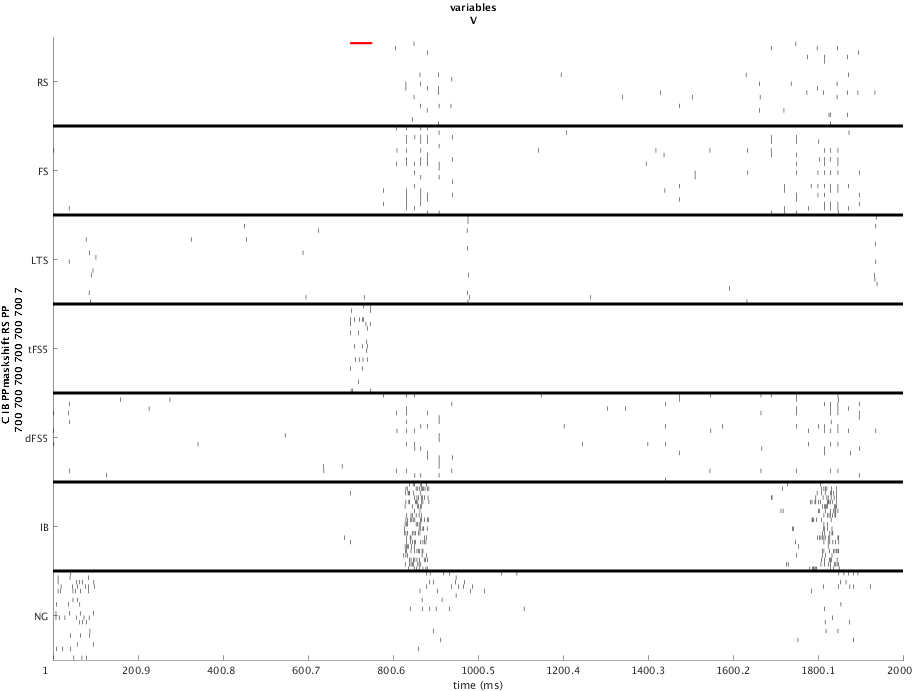 variables
V
RS
FS
LTS
tFS5
dFS5
IB
NG
C IB PPmaskshift RS PP
700 700 700 700 700 700 7
1
200.9
400.8
600.7
800.6
1000.5
1200.4
1400.3
1600.2
1800.1
2000
time (ms)